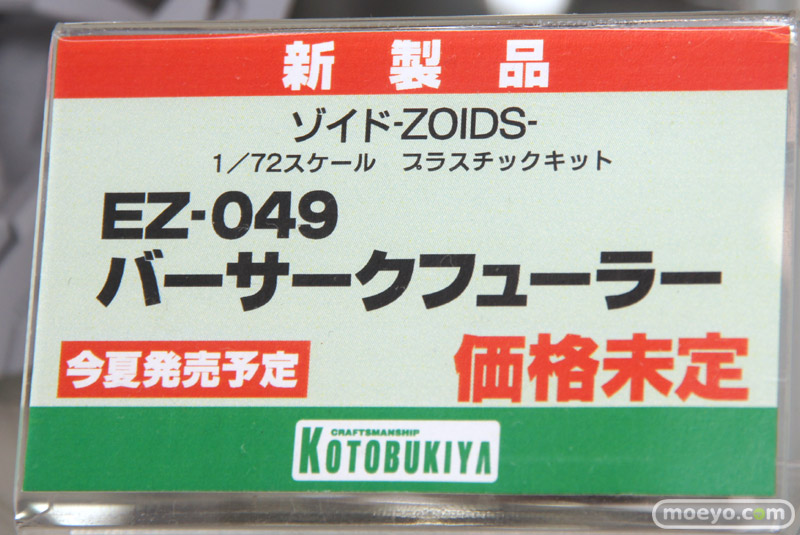 新製品
ゾイド-ZOIDS-
1/72スケール プラスチックキット
EZ-049
バーサークフューラー
今夏発売予定
価格未定
CRAFTSMANSHIP
KOTOBUKIYA
moeyo.com